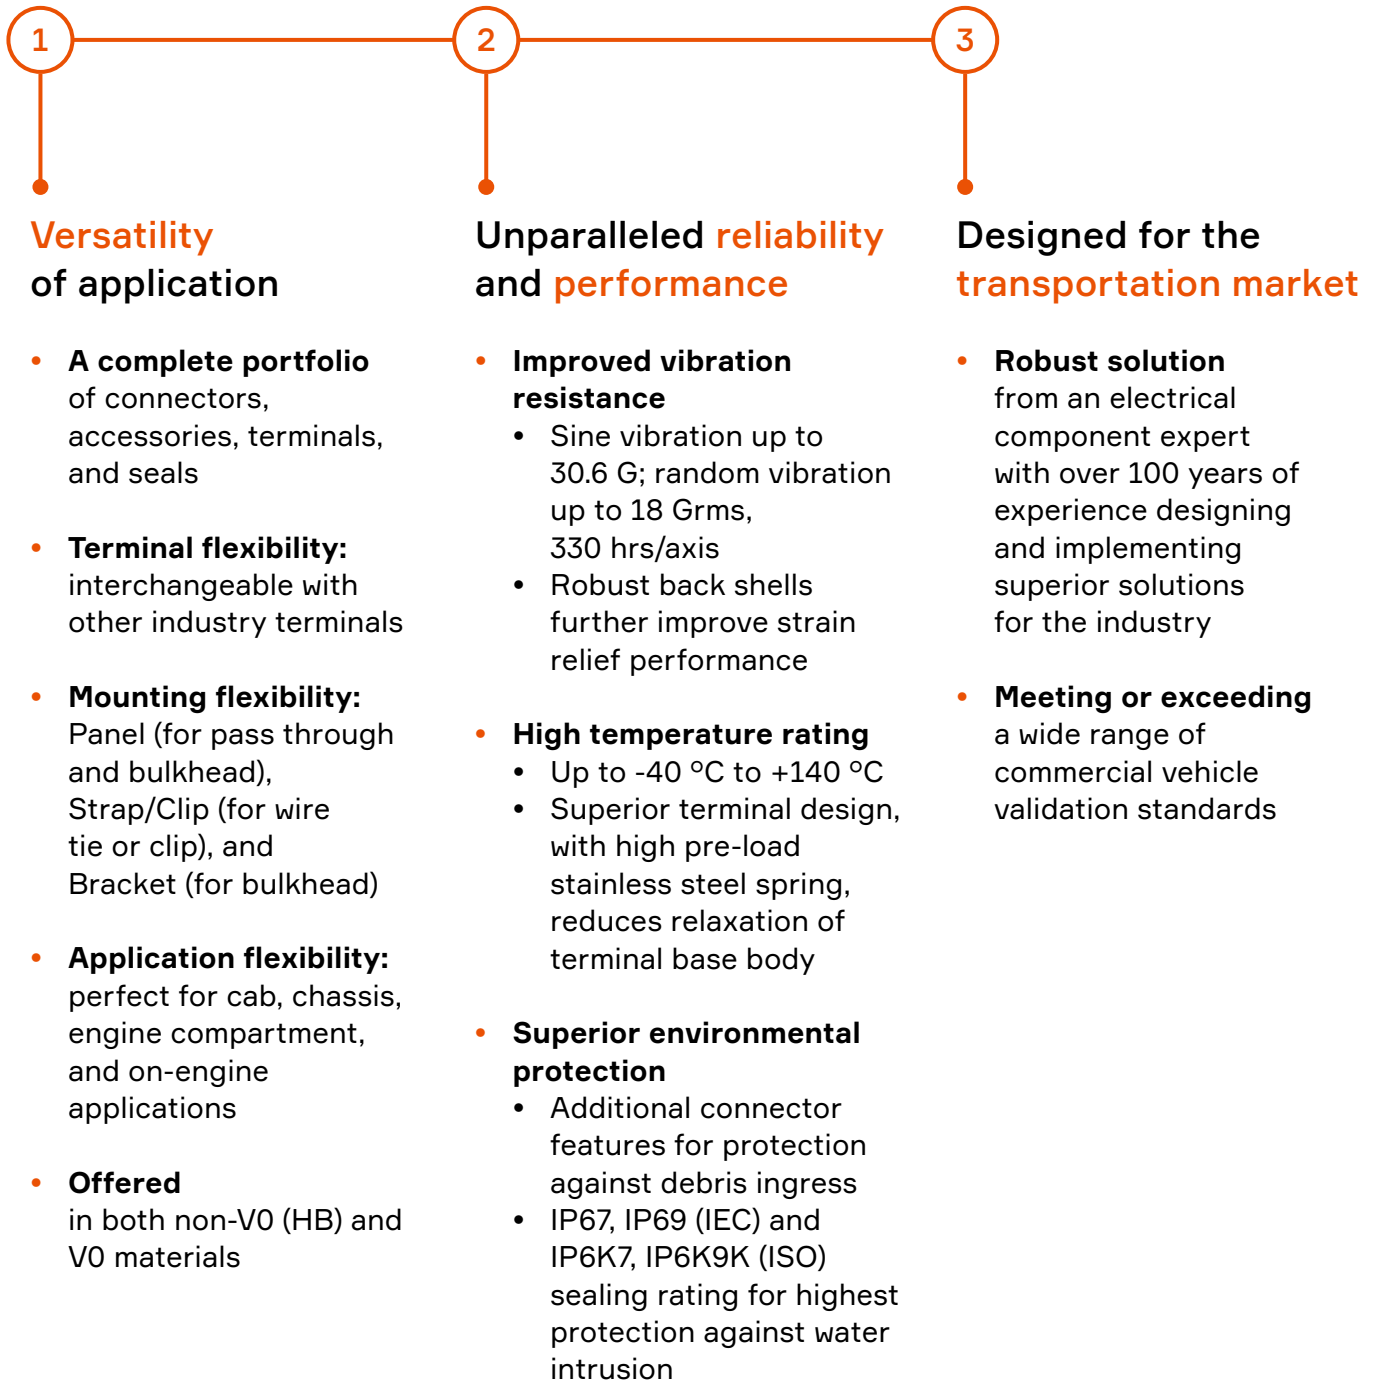 1
2
3
Versatility
of application
• A complete portfolio
of connectors,
accessories, terminals,
and seals
• Terminal flexibility:
interchangeable with
other industry terminals
• Mounting flexibility:
Panel (for pass through
and bulkhead),
Strap/Clip (for wire
tie or clip), and
Bracket (for bulkhead)
• Application flexibility:
perfect for cab, chassis,
engine compartment,
and on-engine
applications
• Offered
in both non-V0 (HB) and
V0 materials
Unparalleled reliability
and performance
• Improved vibration
resistance
• Sine vibration up to
30.6 G; random vibration
up to 18 Grms,
330 hrs/axis
• Robust back shells
further improve strain
relief performance
• High temperature rating
• Up to -40 ºC to +140 ºC
• Superior terminal design,
with high pre-load
stainless steel spring,
reduces relaxation of
terminal base body
• Superior environmental
protection
• Additional connector
features for protection
against debris ingress
• IP67, IP69 (IEC) and
IP6K7, IP6K9K (ISO)
sealing rating for highest
protection against water
intrusion
Designed for the
transportation market
• Robust solution
from an electrical
component expert
with over 100 years of
experience designing
and implementing
superior solutions
for the industry
• Meeting or exceeding
a wide range of
commercial vehicle
validation standards